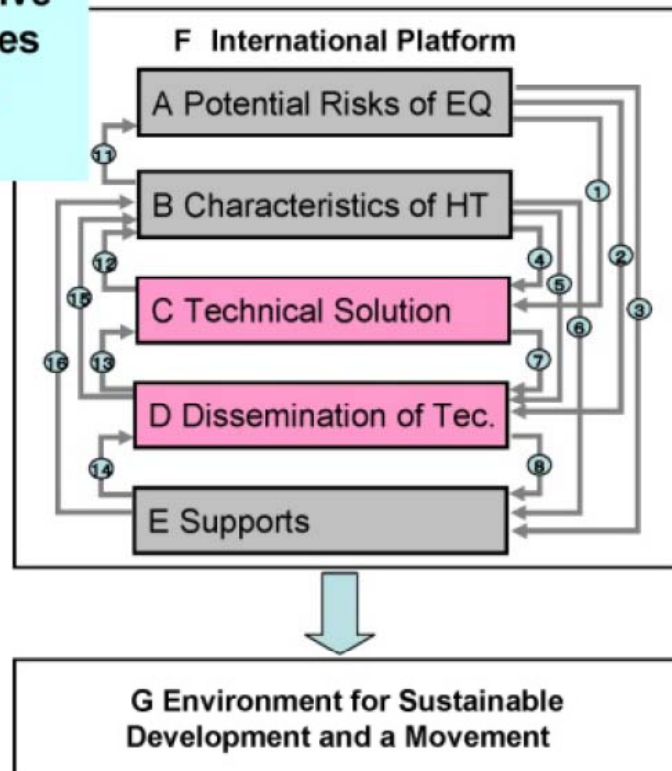 es
F International Platform
A Potential Risks of EQ
11
B Characteristics of HT
1
12
4
2
5
15
C Technical Solution
3
6
16
13
7
D Dissemination of Tec.
14
8
E Supports
G Environment for Sustainable
Development and a Movement